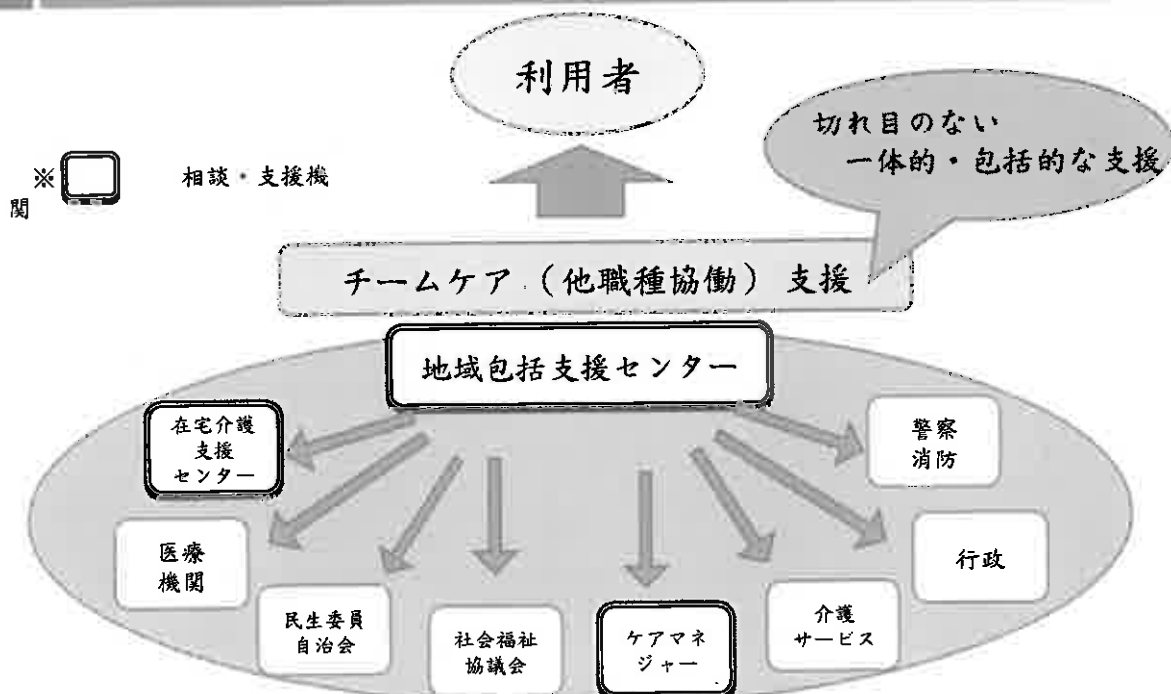 利用者
切れ目のない
一体的・包括的な支援
※ 相談・支援機
関
チームケア（他職種協働）支援
地域包括支援センター
在宅介護
支援
センター
警察
消防
医療
機関
行政
民生委員
自治会
社会福祉
協議会
ケアマネ
ジャー
介護
サービス